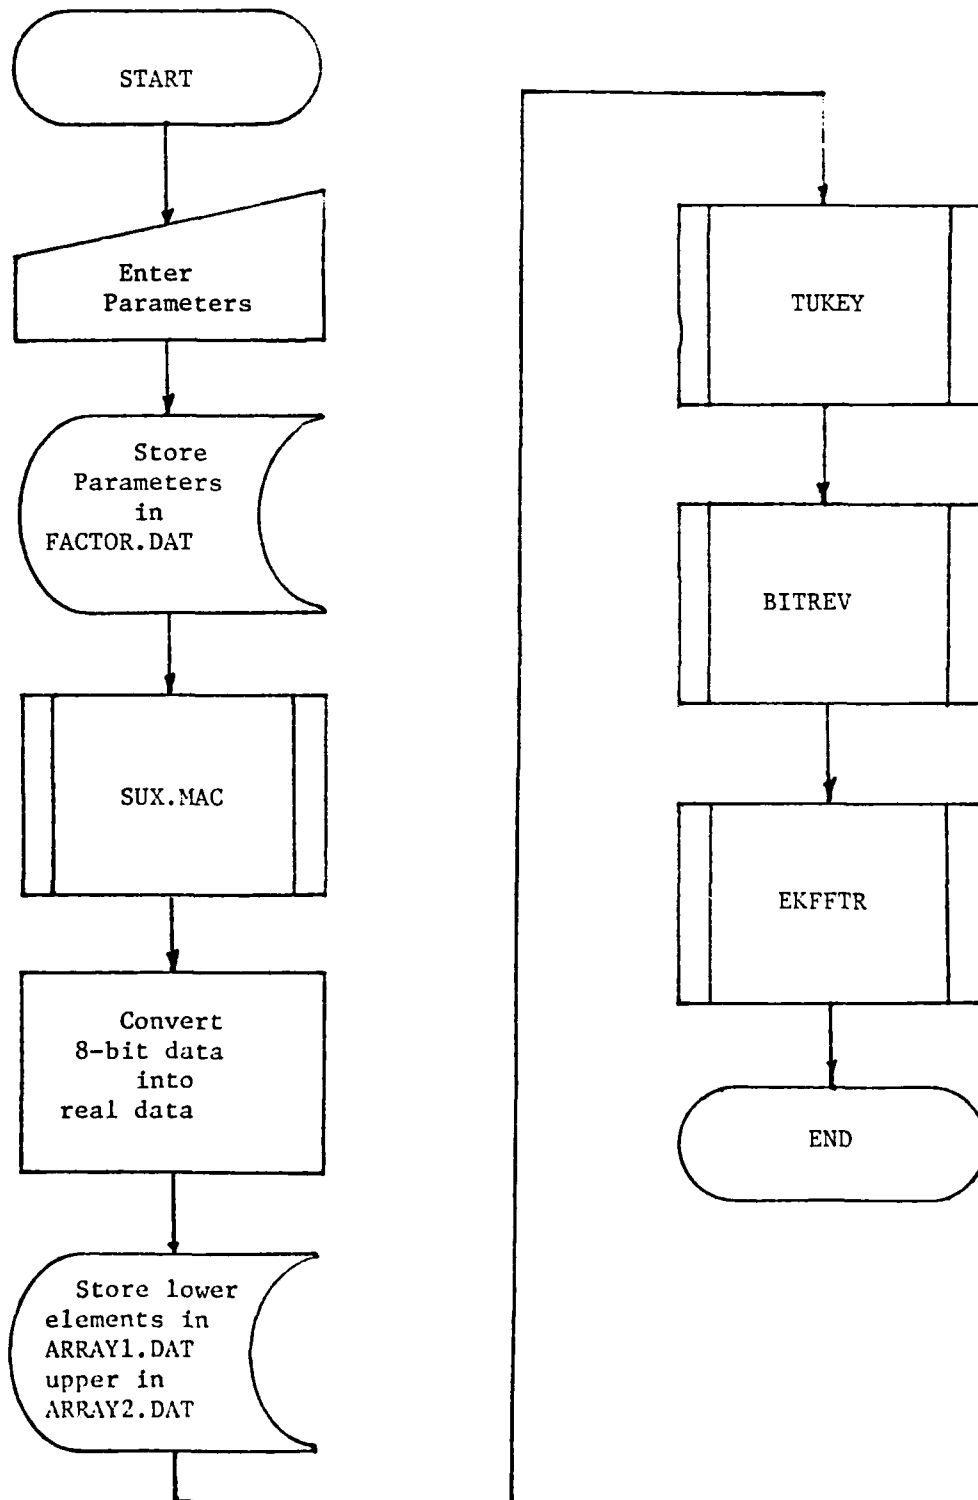 START
Enter
Parameters
Store
Parameters
in
FACTOR.DAT
SUX.MAC
Convert
8-bit data
into
real data
Store lower
elements in
ARRAY1.DAT
upper in
ARRAY2.DAT
TUKEY
BITREV
EKFFTR
END